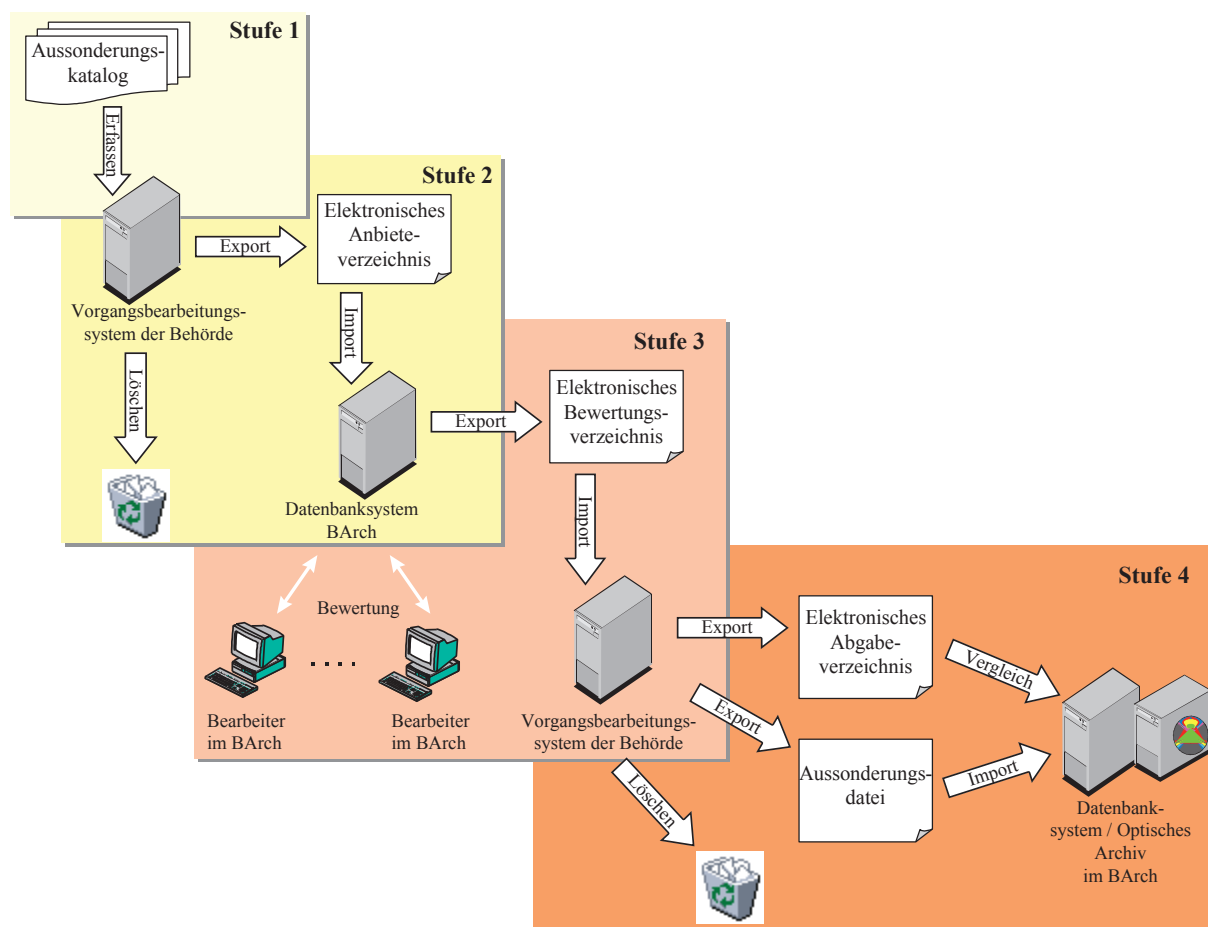 Stufe 1
Aussonderungs-
katalog
Erfassen
Stufe 2
Elektronisches
Anbiete-
verzeichnis
Export
Vorgangsbearbeitungs-
system der Behörde
Import
Löschen
Stufe 3
Elektronisches
Bewertungs-
verzeichnis
Export
Datenbanksystem
BArch
Import
Bewertung
Bearbeiter
im BArch
Bearbeiter
im BArch
Vorgangsbearbeitungs-
system der Behörde
Stufe 4
Export
Elektronisches
Abgabe-
verzeichnis
Vergleich
Export
Aussonderungs-
datei
Import
Löschen
Datenbank-
system / Optisches
Archiv
im BArch